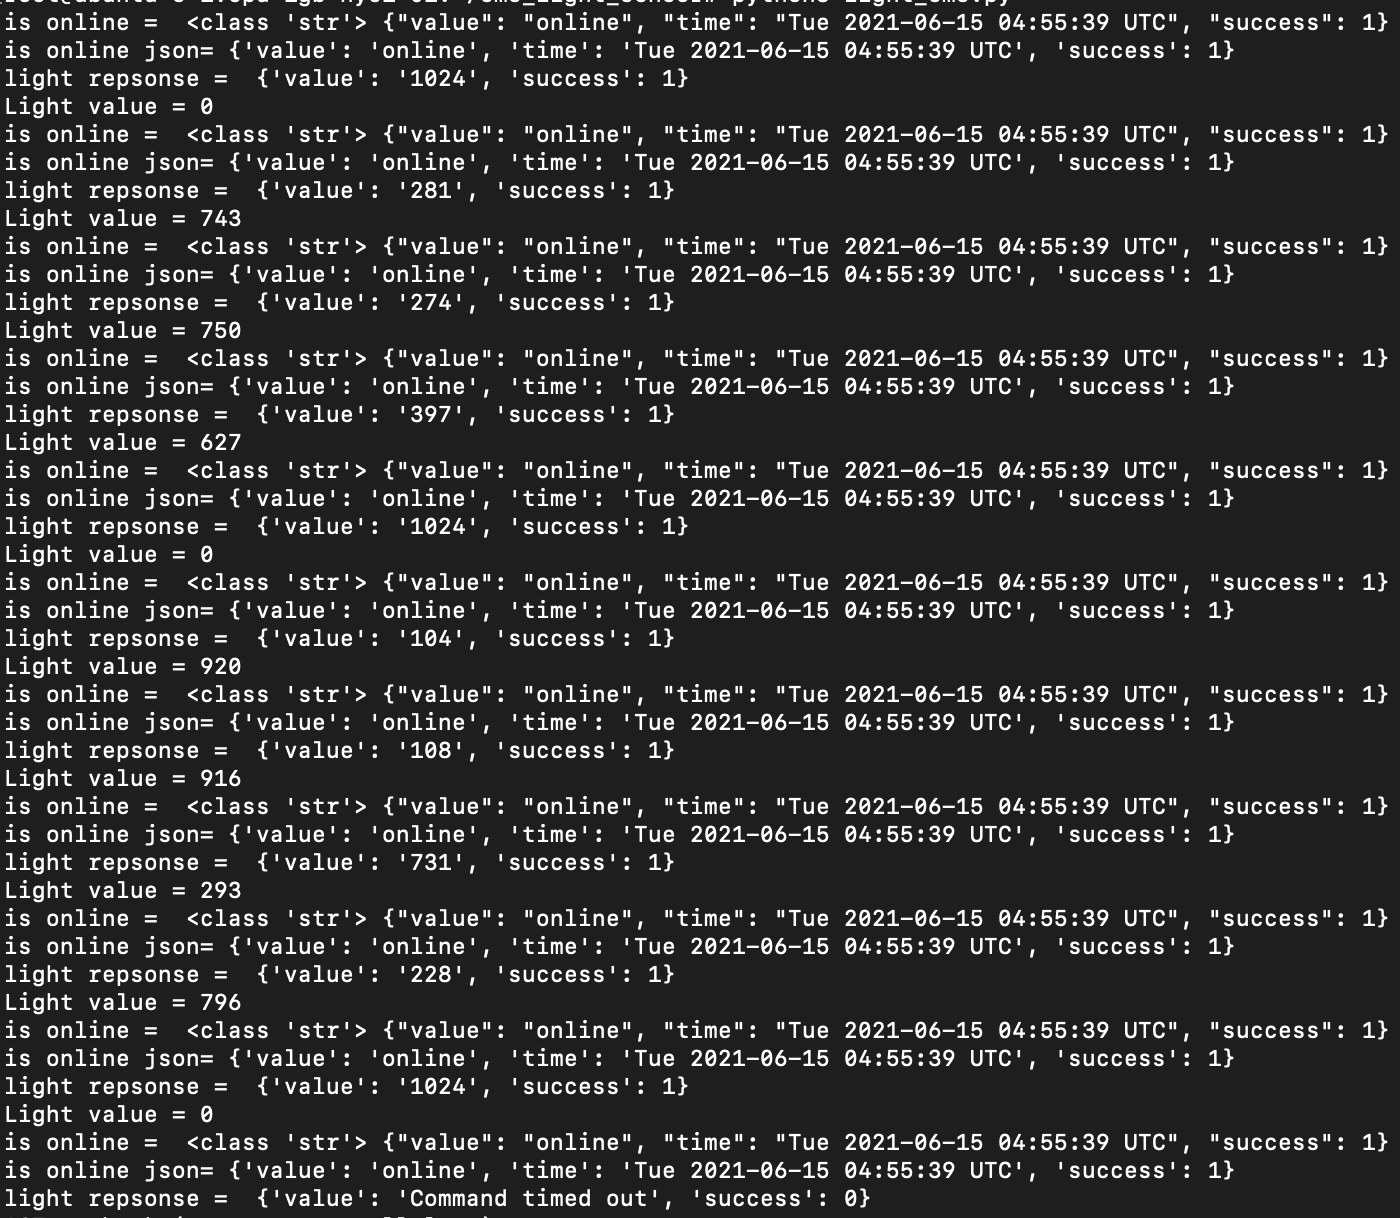 is online =  <class 'str'> {"value": "online", "time": "Tue 2021-06-15 04:55:39 UTC", "success": 1}
is online json= {'value': 'online', 'time': 'Tue 2021-06-15 04:55:39 UTC', 'success': 1}
light repsonse =  {'value': '1024', 'success': 1}
Light value = 0
is online =  <class 'str'> {"value": "online", "time": "Tue 2021-06-15 04:55:39 UTC", "success": 1}
is online json= {'value': 'online', 'time': 'Tue 2021-06-15 04:55:39 UTC', 'success': 1}
light repsonse =  {'value': '281', 'success': 1}
Light value = 743
is online =  <class 'str'> {"value": "online", "time": "Tue 2021-06-15 04:55:39 UTC", "success": 1}
is online json= {'value': 'online', 'time': 'Tue 2021-06-15 04:55:39 UTC', 'success': 1}
light repsonse =  {'value': '274', 'success': 1}
Light value = 750
is online =  <class 'str'> {"value": "online", "time": "Tue 2021-06-15 04:55:39 UTC", "success": 1}
is online json= {'value': 'online', 'time': 'Tue 2021-06-15 04:55:39 UTC', 'success': 1}
light repsonse =  {'value': '397', 'success': 1}
Light value = 627
is online =  <class 'str'> {"value": "online", "time": "Tue 2021-06-15 04:55:39 UTC", "success": 1}
is online json= {'value': 'online', 'time': 'Tue 2021-06-15 04:55:39 UTC', 'success': 1}
light repsonse =  {'value': '1024', 'success': 1}
Light value = 0
is online =  <class 'str'> {"value": "online", "time": "Tue 2021-06-15 04:55:39 UTC", "success": 1}
is online json= {'value': 'online', 'time': 'Tue 2021-06-15 04:55:39 UTC', 'success': 1}
light repsonse =  {'value': '104', 'success': 1}
Light value = 920
is online =  <class 'str'> {"value": "online", "time": "Tue 2021-06-15 04:55:39 UTC", "success": 1}
is online json= {'value': 'online', 'time': 'Tue 2021-06-15 04:55:39 UTC', 'success': 1}
light repsonse =  {'value': '108', 'success': 1}
Light value = 916
is online =  <class 'str'> {"value": "online", "time": "Tue 2021-06-15 04:55:39 UTC", "success": 1}
is online json= {'value': 'online', 'time': 'Tue 2021-06-15 04:55:39 UTC', 'success': 1}
light repsonse =  {'value': '731', 'success': 1}
Light value = 293
is online =  <class 'str'> {"value": "online", "time": "Tue 2021-06-15 04:55:39 UTC", "success": 1}
is online json= {'value': 'online', 'time': 'Tue 2021-06-15 04:55:39 UTC', 'success': 1}
light repsonse =  {'value': '228', 'success': 1}
Light value = 796
is online =  <class 'str'> {"value": "online", "time": "Tue 2021-06-15 04:55:39 UTC", "success": 1}
is online json= {'value': 'online', 'time': 'Tue 2021-06-15 04:55:39 UTC', 'success': 1}
light repsonse =  {'value': '1024', 'success': 1}
Light value = 0
is online =  <class 'str'> {"value": "online", "time": "Tue 2021-06-15 04:55:39 UTC", "success": 1}
is online json= {'value': 'online', 'time': 'Tue 2021-06-15 04:55:39 UTC', 'success': 1}
light repsonse =  {'value': 'Command timed out', 'success': 0}